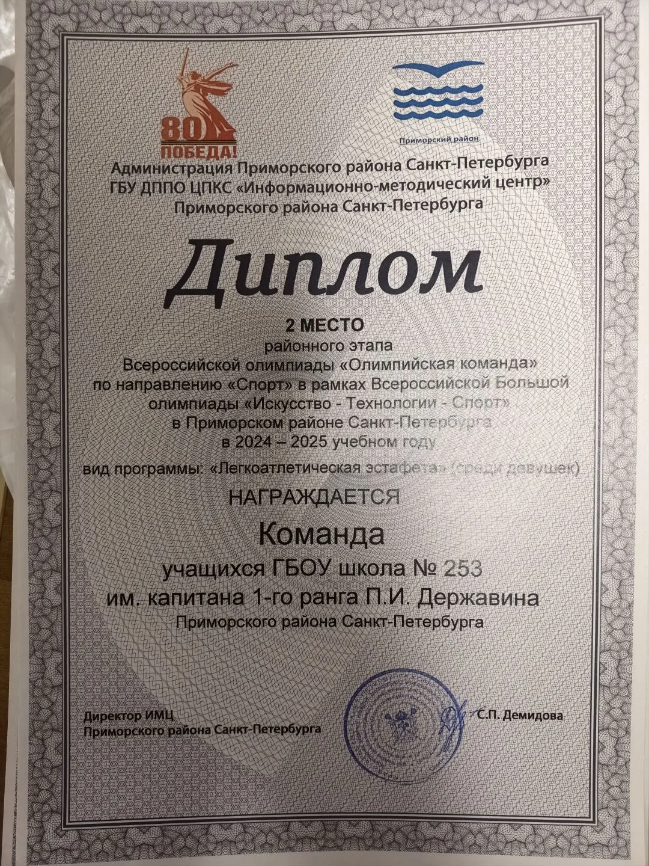 80
ПОБЕДА!
Приморский район
Администрация Приморского района Санкт-Петербурга
ГБУ ДППО ЦПКС «Информационно-методический центр»
Приморского района Санкт-Петербурга
Диплом
2 МЕСТО
районного этапа
Всероссийской олимпиады «Олимпийская команда»
по направлению «Спорт» в рамках Всероссийской Большой
олимпиады «Искусство - Технологии - Спорт»
в Приморском районе Санкт-Петербурга
в 2024 – 2025 учебном году
вид программы: «Легкоатлетическая эстафета» (среди девушек)
НАГРАЖДАЕТСЯ
Команда
учащихся ГБОУ школа № 253
им. капитана 1-го ранга П.И. Державина
Приморского района Санкт-Петербурга
Директор ИМЦ
Приморского района Санкт-Петербурга
С.П. Демидова